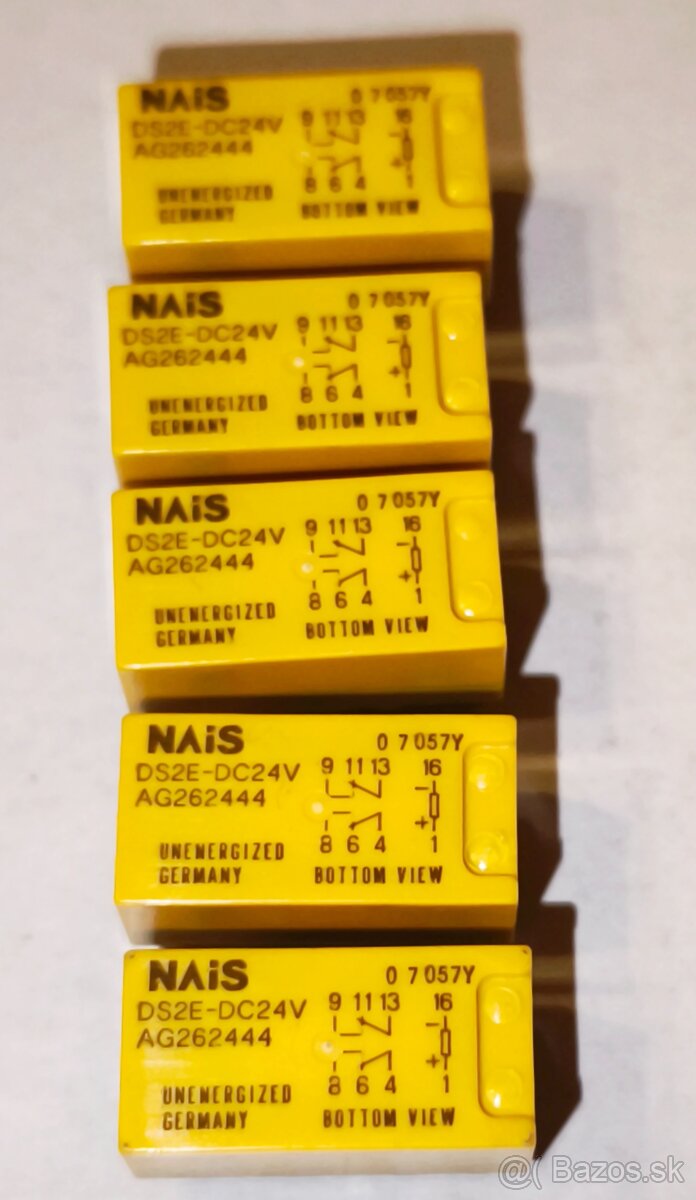 NAiS
0 7057Y
DS2E-DC24V
9 11 13 16
AG262444
- +
UNENERGIZED
8 6 4 1
GERMANY
BOTTOM VIEW
NAiS
0 7057Y
DS2E-DC24V
9 11 13 16
AG262444
- +
UNENERGIZED
8 6 4 1
GERMANY
BOTTOM VIEW
NAiS
0 7057Y
DS2E-DC24V
9 11 13 16
AG262444
- +
UNENERGIZED
8 6 4 1
GERMANY
BOTTOM VIEW
NAiS
0 7057Y
DS2E-DC24V
9 11 13 16
AG262444
- +
UNENERGIZED
8 6 4 1
GERMANY
BOTTOM VIEW
NAiS
0 7057Y
DS2E-DC24V
9 11 13 16
AG262444
- +
UNENERGIZED
8 6 4 1
GERMANY
BOTTOM VIEW
@( Bazos.sk